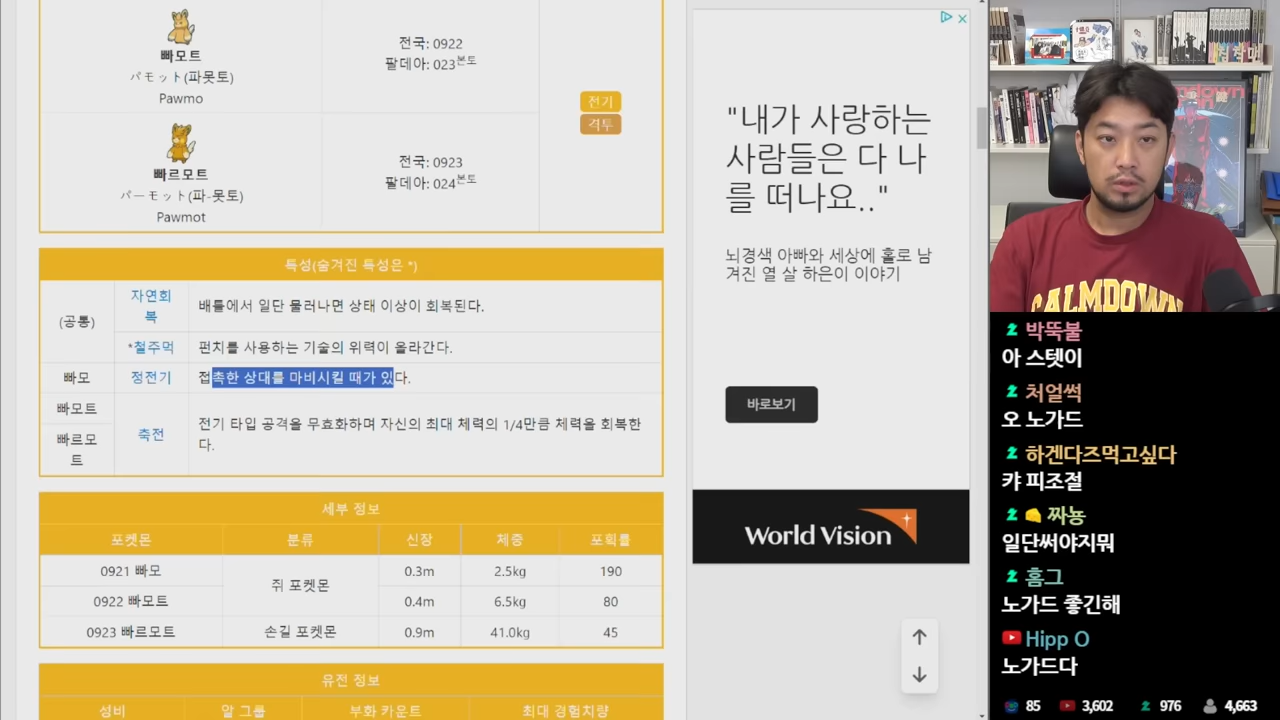 빠모트
パモット(파못토)
Pawmo
전국: 0922
팔데아: 023본토
전기
격투
빠르모트
パーモット(파-못토)
Pawmot
전국: 0923
팔데아: 024본토
특성(숨겨진 특성은 *)
(공통)
자연회
복
배틀에서 일단 물러나면 상태 이상이 회복된다.
*철주먹
펀치를 사용하는 기술의 위력이 올라간다.
빠모
정전기
접촉한 상대를 마비시킬 때가 있다.
빠모트
빠르모
트
축전
전기 타입 공격을 무효화하며 자신의 최대 체력의 1/4만큼 체력을 회복한
다.
세부 정보
포켓몬 분류 신장 체중 포획률
0921 빠모 쥐 포켓몬 0.3m 2.5kg 190
0922 빠모트 0.4m 6.5kg 80
0923 빠르모트 손길 포켓몬 0.9m 41.0kg 45
유전 정보
성비 알 그룹 부화 카운트 최대 경험치량
"내가 사랑하는
사람들은 다 나
를 떠나요.."
뇌경색 아빠와 세상에 홀로 남
겨진 열 살 하은이 이야기
바로보기
World Vision
CALMDOWN
박뚝불
아 스텟이
처얼썩
오 노가드
하겐다즈먹고싶다
캬 피조절
짜뇽
일단써야지뭐
홈그
노가드 좋긴해
Hipp O
노가드다
85 3,602 976 4,663